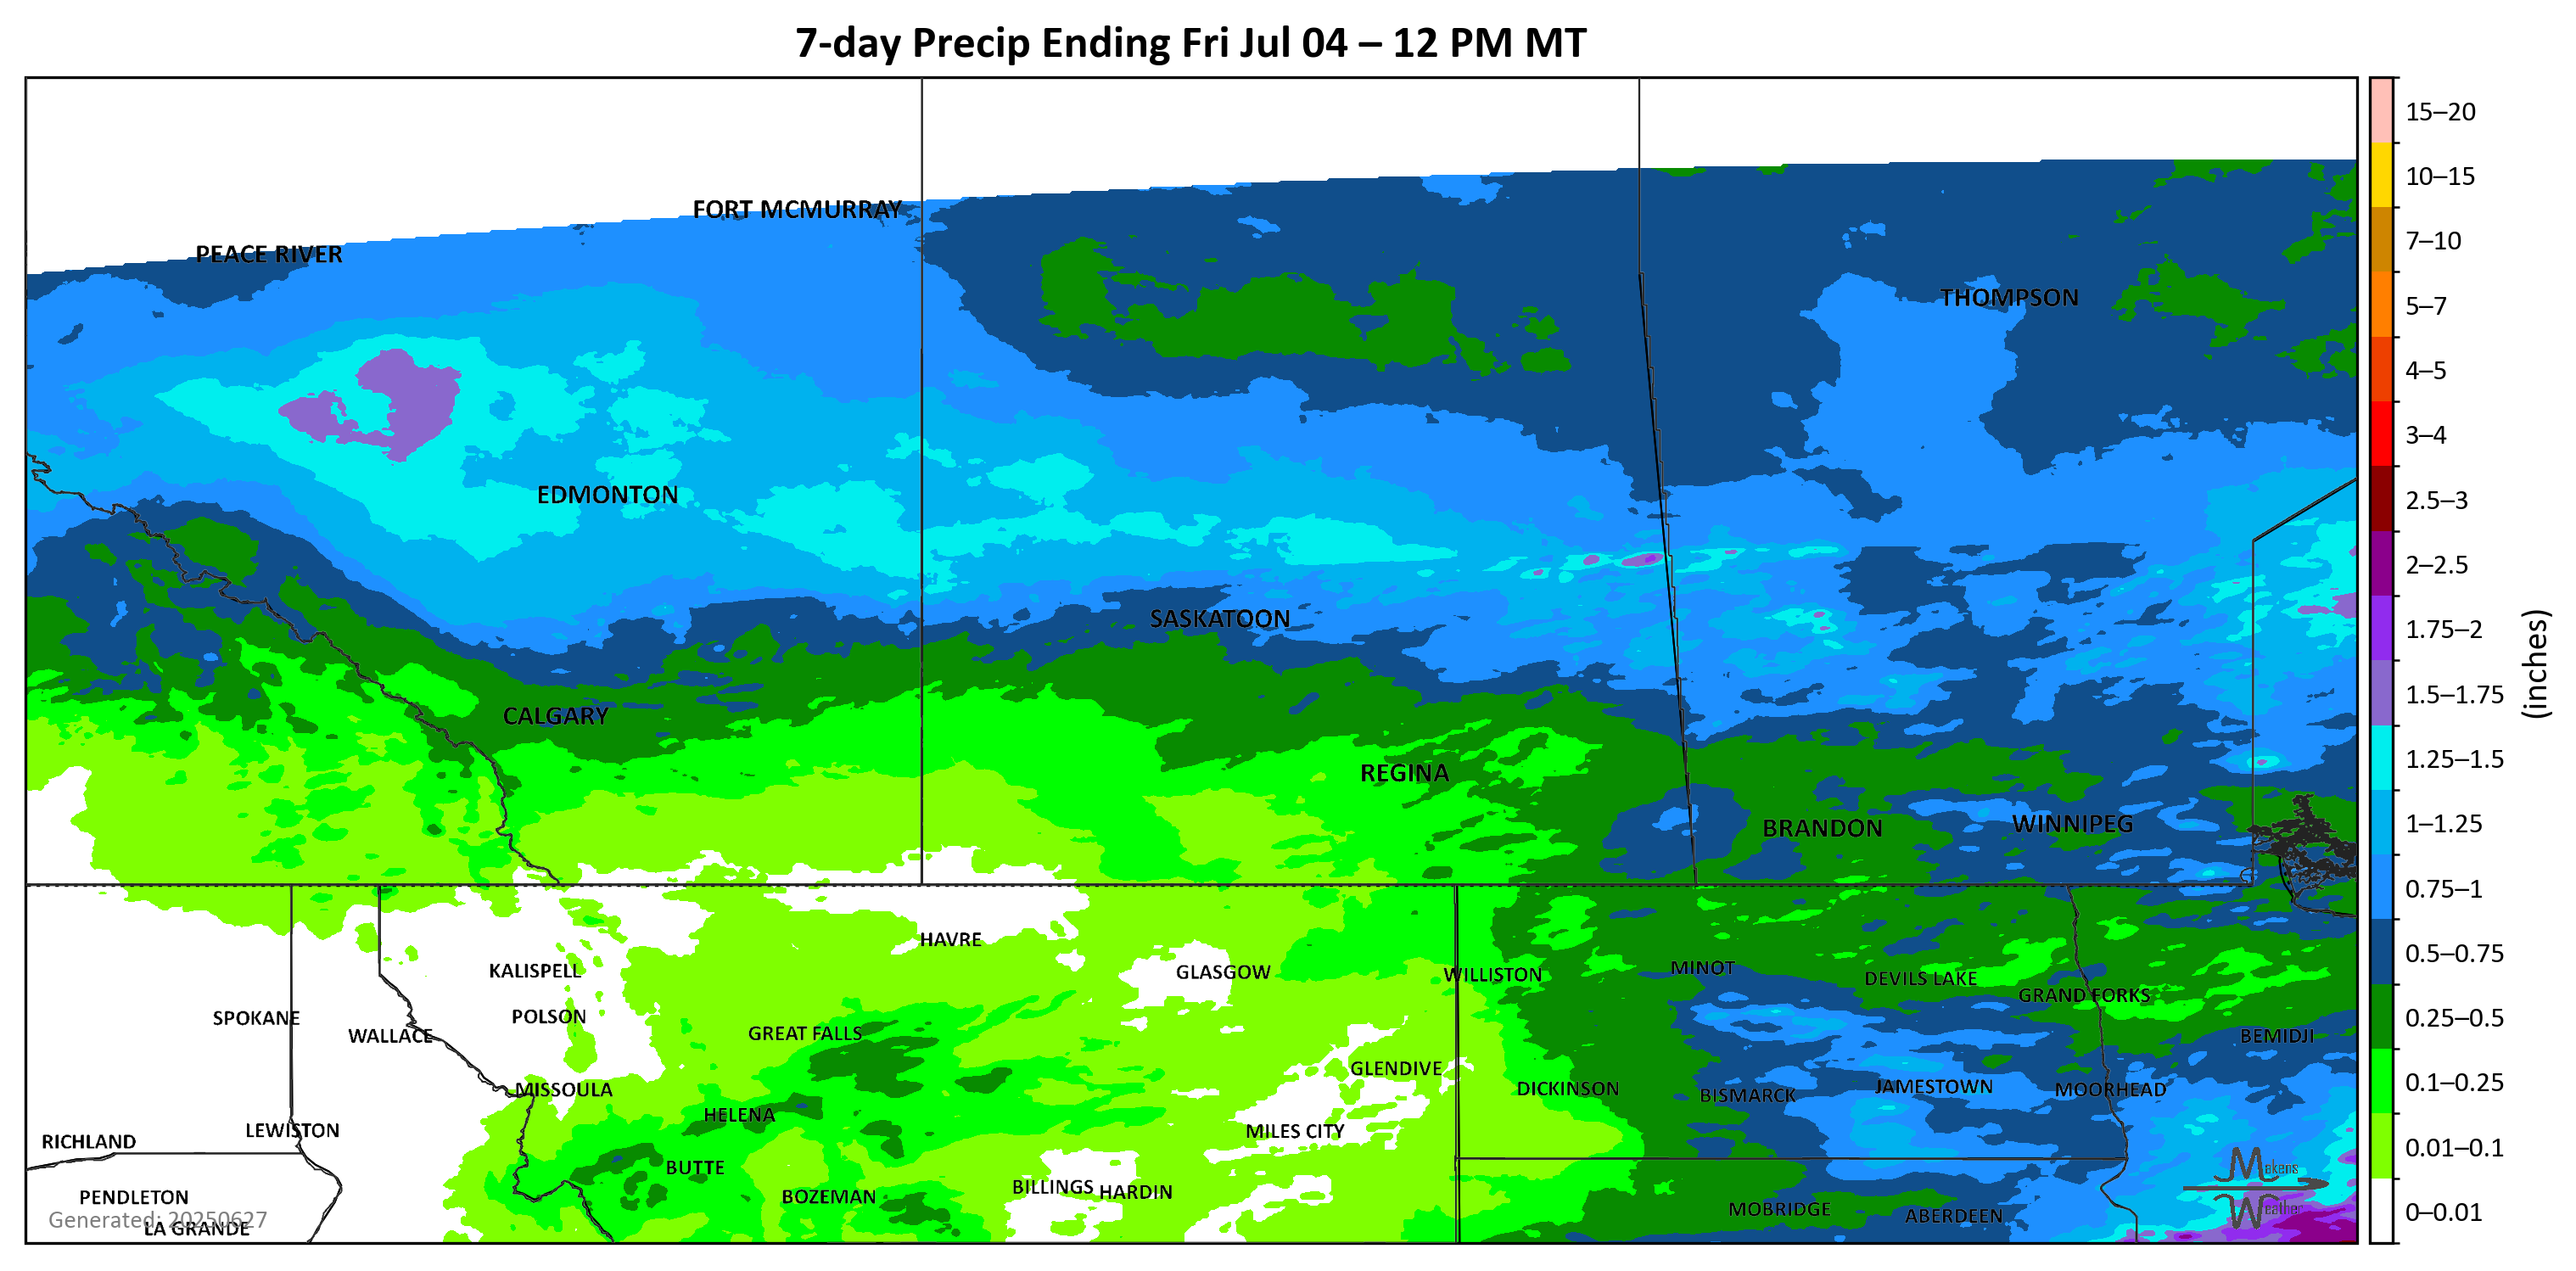 7-day Precip Ending Fri Jul 04 – 12 PM MT
FORT MCMURRAY
PEACE RIVER
THOMPSON
EDMONTON
SASKATOON
CALGARY
REGINA
BRANDON
WINNIPEG
HAVRE
KALISPELL
GLASGOW
WILLISTON
MINOT
DEVILS LAKE
GRAND FORKS
SPOKANE
POLSON
WALLACE
GREAT FALLS
BEMIDJI
GLENDIVE
MISSOULA
DICKINSON
BISMARCK
JAMESTOWN
MOORHEAD
HELENA
LEWISTON
RICHLAND
MILES CITY
BUTTE
BILLINGS
HARDIN
BOZEMAN
PENDLETON
MOBRIDGE
ABERDEEN
Generated: 20250627
LA GRANDE
Makens
Weather
15–20
10–15
7–10
5–7
4–5
3–4
2.5–3
2–2.5
1.75–2
1.5–1.75
1.25–1.5
1–1.25
0.75–1
0.5–0.75
0.25–0.5
0.1–0.25
0.01–0.1
0–0.01
(inches)